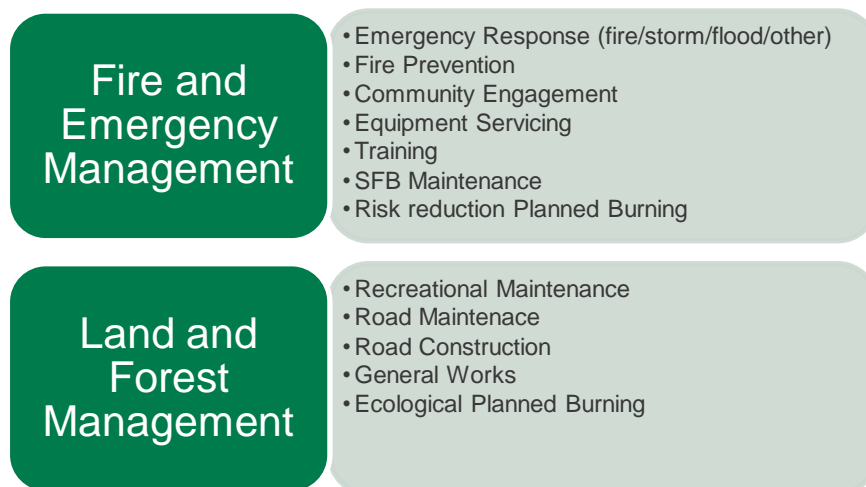 Fire and
Emergency
Management
•Emergency Response (fire/storm/flood/other)
•Fire Prevention
•Community Engagement
•Equipment Servicing
•Training
•SFB Maintenance
•Risk reduction Planned Burning
Land and
Forest
Management
•Recreational Maintenance
•Road Maintenace
•Road Construction
•General Works
•Ecological Planned Burning